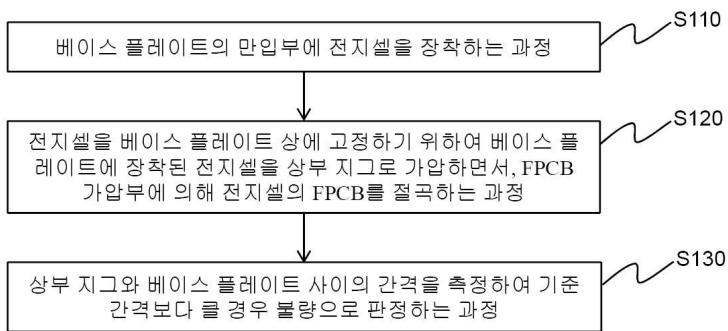 S110
베이스 플레이트의 만입부에 전지셀을 장착하는 과정
S120
전지셀을 베이스 플레이트 상에 고정하기 위하여 베이스 플
레이트에 장착된 전지셀을 상부 지그로 가압하면서, FPCB
가압부에 의해 전지셀의 FPCB를 절곡하는 과정
S130
상부 지그와 베이스 플레이트 사이의 간격을 측정하여 기준
간격보다 클 경우 불량으로 판정하는 과정